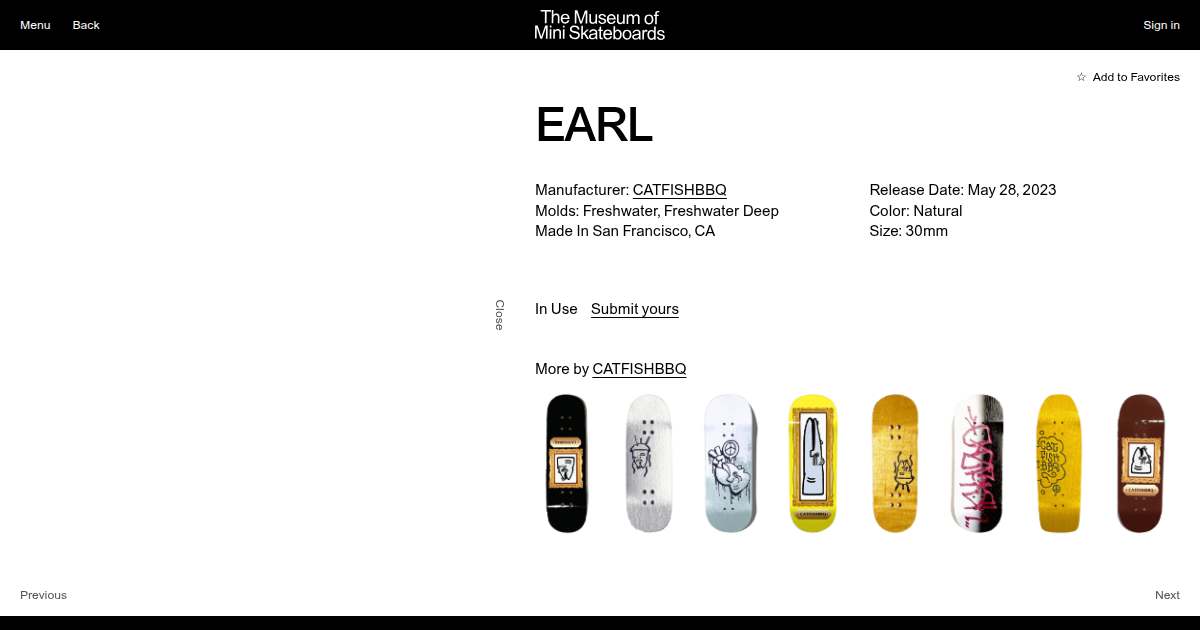 Menu
Back
The Museum of
Mini Skateboards
Sign in
☆ Add to Favorites
EARL
Manufacturer: CATFISHBBQ
Molds: Freshwater, Freshwater Deep
Made In San Francisco, CA
Release Date: May 28, 2023
Color: Natural
Size: 30mm
Close
In Use Submit yours
More by CATFISHBBQ
CATFISHBBQ
CATFISHBBQ
Previous
Next